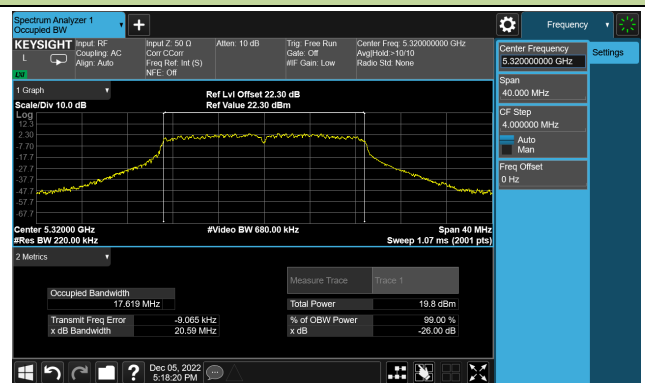 Spectrum Analyzer 1
Occupied BW
Frequency
KEYSIGHT
L
LXI
Input: RF
Coupling: AC
Align: Auto
Input Z: 50 Ω
Corr CCorr
Freq Ref: Int (S)
NFE: Off
Atten: 10 dB
Trig: Free Run
Gate: Off
#IF Gain: Low
Center Freq: 5.320000000 GHz
Avg|Hold:>10/10
Radio Std: None
Center Frequency
5.320000000 GHz
Settings
Span
40.000 MHz
CF Step
4.000000 MHz
Auto
Man
Freq Offset
0 Hz
1 Graph
Scale/Div 10.0 dB
Ref Lvl Offset 22.30 dB
Ref Value 22.30 dBm
Log
12.3
2.30
-7.70
-17.7
-27.7
-37.7
-47.7
-57.7
-67.7
Center 5.32000 GHz
#Res BW 220.00 kHz
#Video BW 680.00 kHz
Span 40 MHz
Sweep 1.07 ms (2001 pts)
2 Metrics
Measure Trace Trace 1
Occupied Bandwidth
17.619 MHz
Total Power 19.8 dBm
Transmit Freq Error -9.065 kHz
% of OBW Power 99.00 %
x dB Bandwidth 20.59 MHz
x dB -26.00 dB
?
Dec 05, 2022
5:18:20 PM